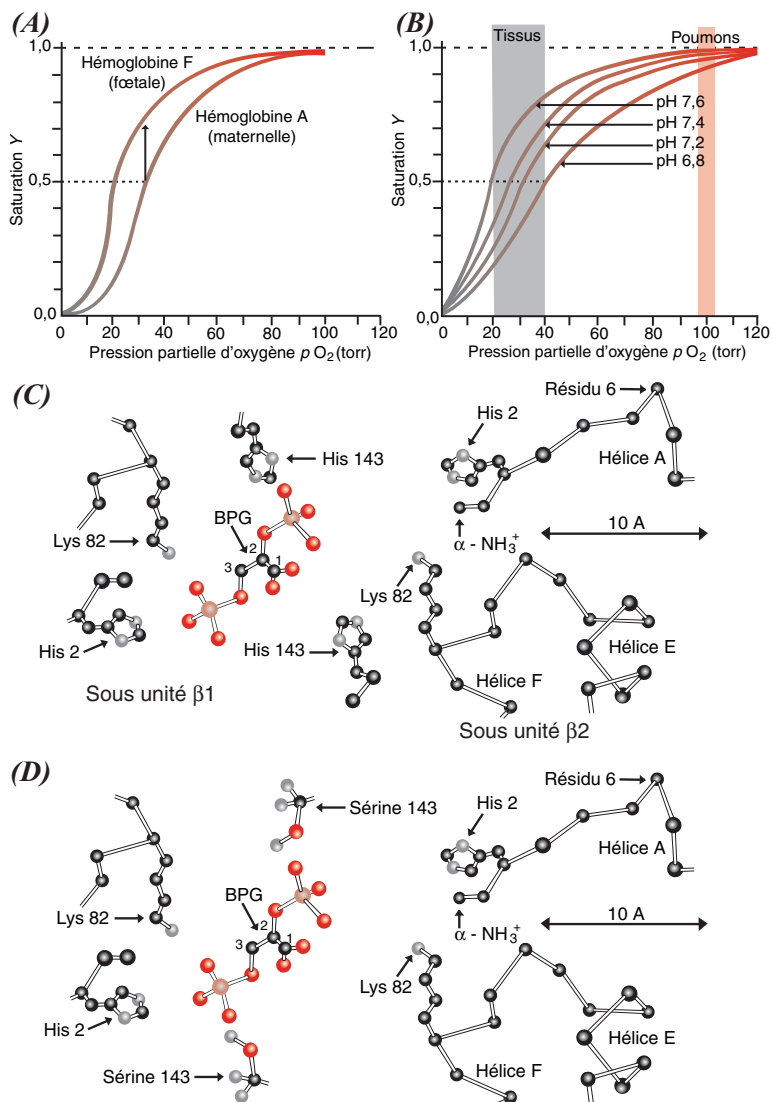 (A)
1,0
Hémoglobine F
(fœtale)
Hémoglobine A
(maternelle)
Saturation Y
0,5
0,0
0 20 40 60 80 100 120
Pression partielle d'oxygène p O2 (torr)
(B)
Tissus
Poumons
1,0
pH 7,6
pH 7,4
pH 7,2
pH 6,8
Saturation Y
0,5
0,0
0 20 40 60 80 100 120
Pression partielle d'oxygène p O2 (torr)
(C)
His 143
BPG
2
1
3
Lys 82
His 2
His 143
Sous unité β1
Résidu 6
His 2
Hélice A
10 A
α - NH3+
Lys 82
Hélice E
Hélice F
Sous unité β2
(D)
Sérine 143
BPG
2
1
3
Lys 82
His 2
Sérine 143
Résidu 6
His 2
Hélice A
10 A
α - NH3+
Lys 82
Hélice E
Hélice F